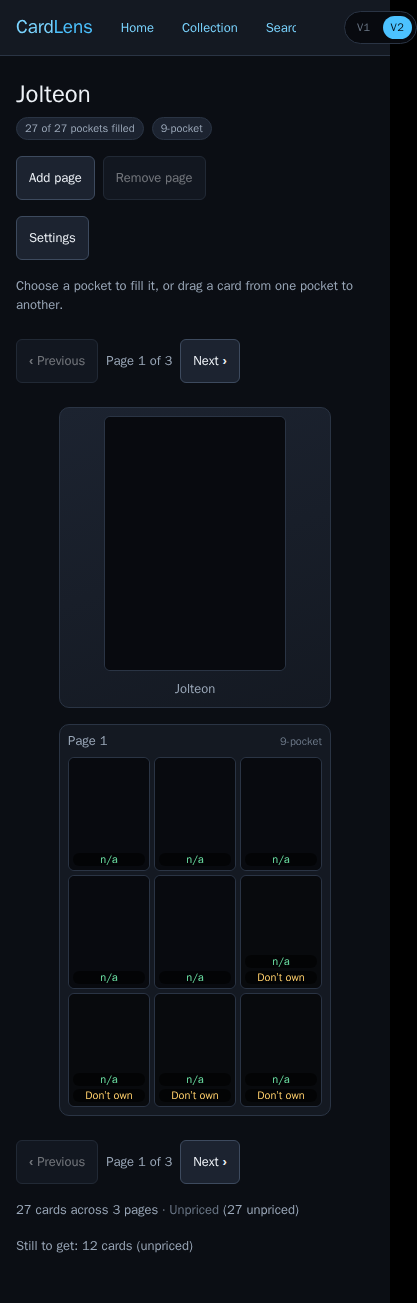 CardLens Home Collection Searc V1 V2
Jolteon
27 of 27 pockets filled 9-pocket
Add page Remove page
Settings
Choose a pocket to fill it, or drag a card from one pocket to
another.
‹ Previous Page 1 of 3 Next ›
Jolteon
Page 1 9-pocket
n/a n/a n/a
n/a n/a n/a
Don't own
n/a n/a n/a
Don't own Don't own Don't own
‹ Previous Page 1 of 3 Next ›
27 cards across 3 pages · Unpriced (27 unpriced)
Still to get: 12 cards (unpriced)